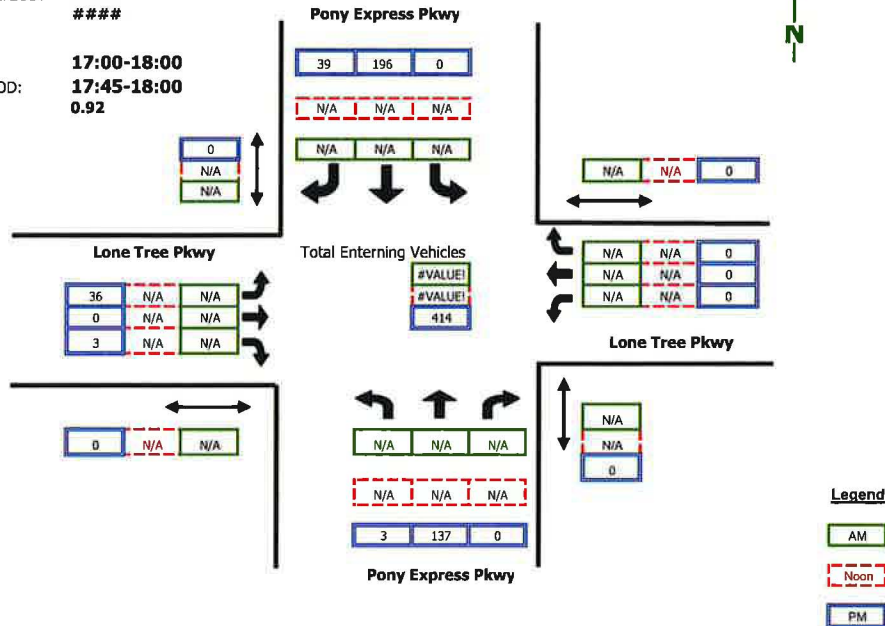 ####
Pony Express Pkwy
N
39 196 0
17:00-18:00
OD: 17:45-18:00
0.92
N/A N/A N/A
N/A N/A N/A
0
N/A
N/A
N/A N/A 0
Lone Tree Pkwy
Total Enterning Vehicles
#VALUE!
#VALUE!
414
N/A N/A 0
N/A N/A 0
N/A N/A 0
36 N/A N/A
0 N/A N/A
3 N/A N/A
Lone Tree Pkwy
0 N/A N/A
N/A N/A N/A
N/A
N/A
0
N/A N/A N/A
3 137 0
Pony Express Pkwy
Legend
AM
Noon
PM